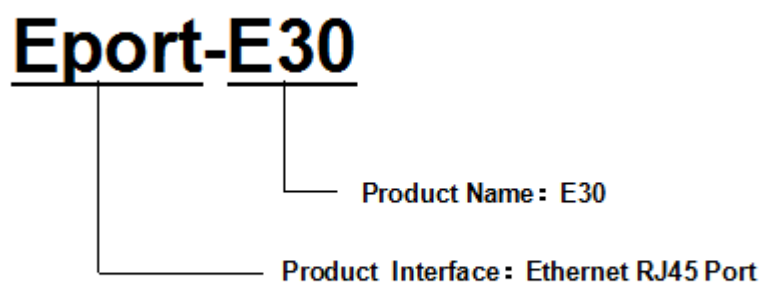 Eport-E30
Product Name：E30
Product Interface：Ethernet RJ45 Port